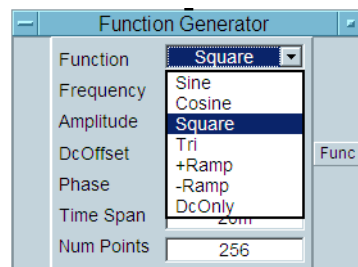 Function Generator
Function Square
Frequency Sine
Cosine
Amplitude Square
DcOffset Tri
+Ramp
Func
Phase -Ramp
Time Span DcOnly
Num Points 256